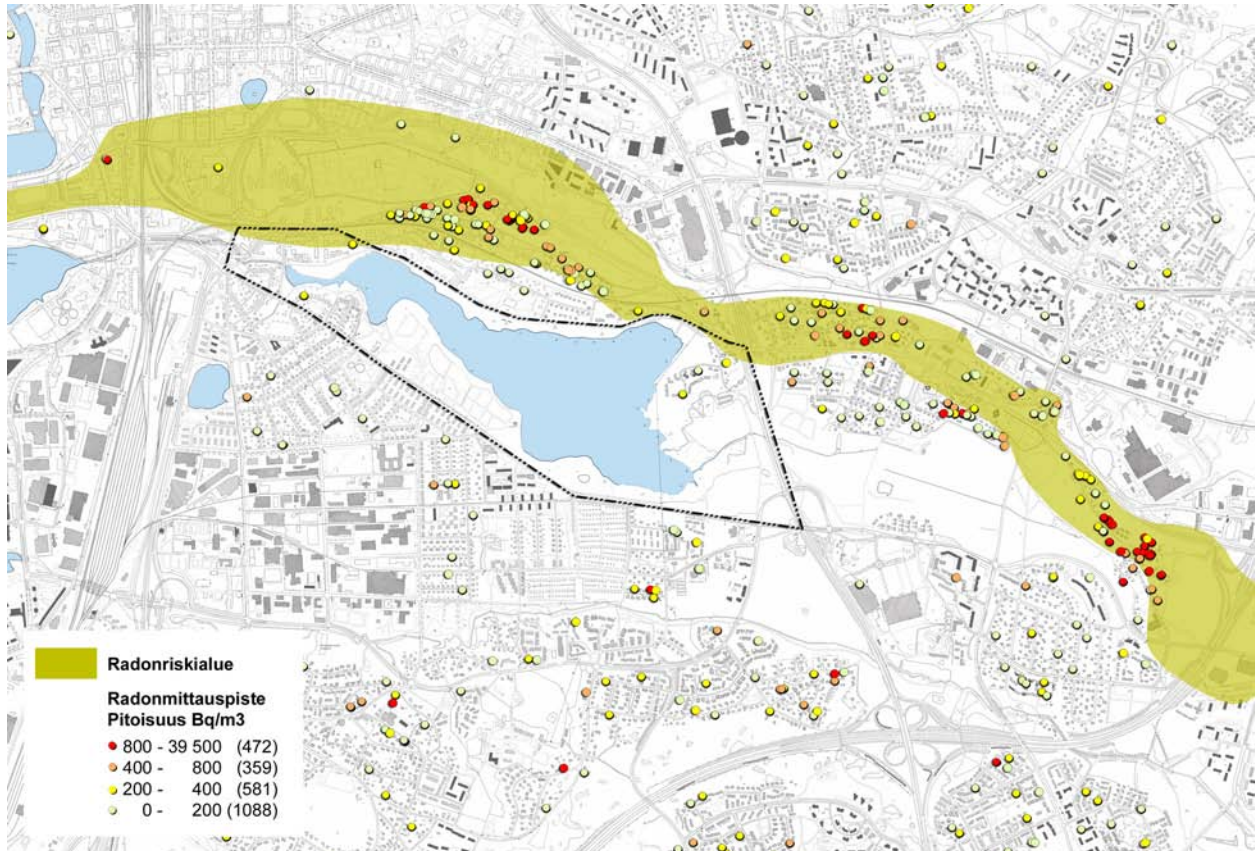 Radonriskialue
Radonmittauspiste
Pitoisuus Bq/m3
800 - 39 500 (472)
400 - 800 (359)
200 - 400 (581)
0 - 200 (1088)